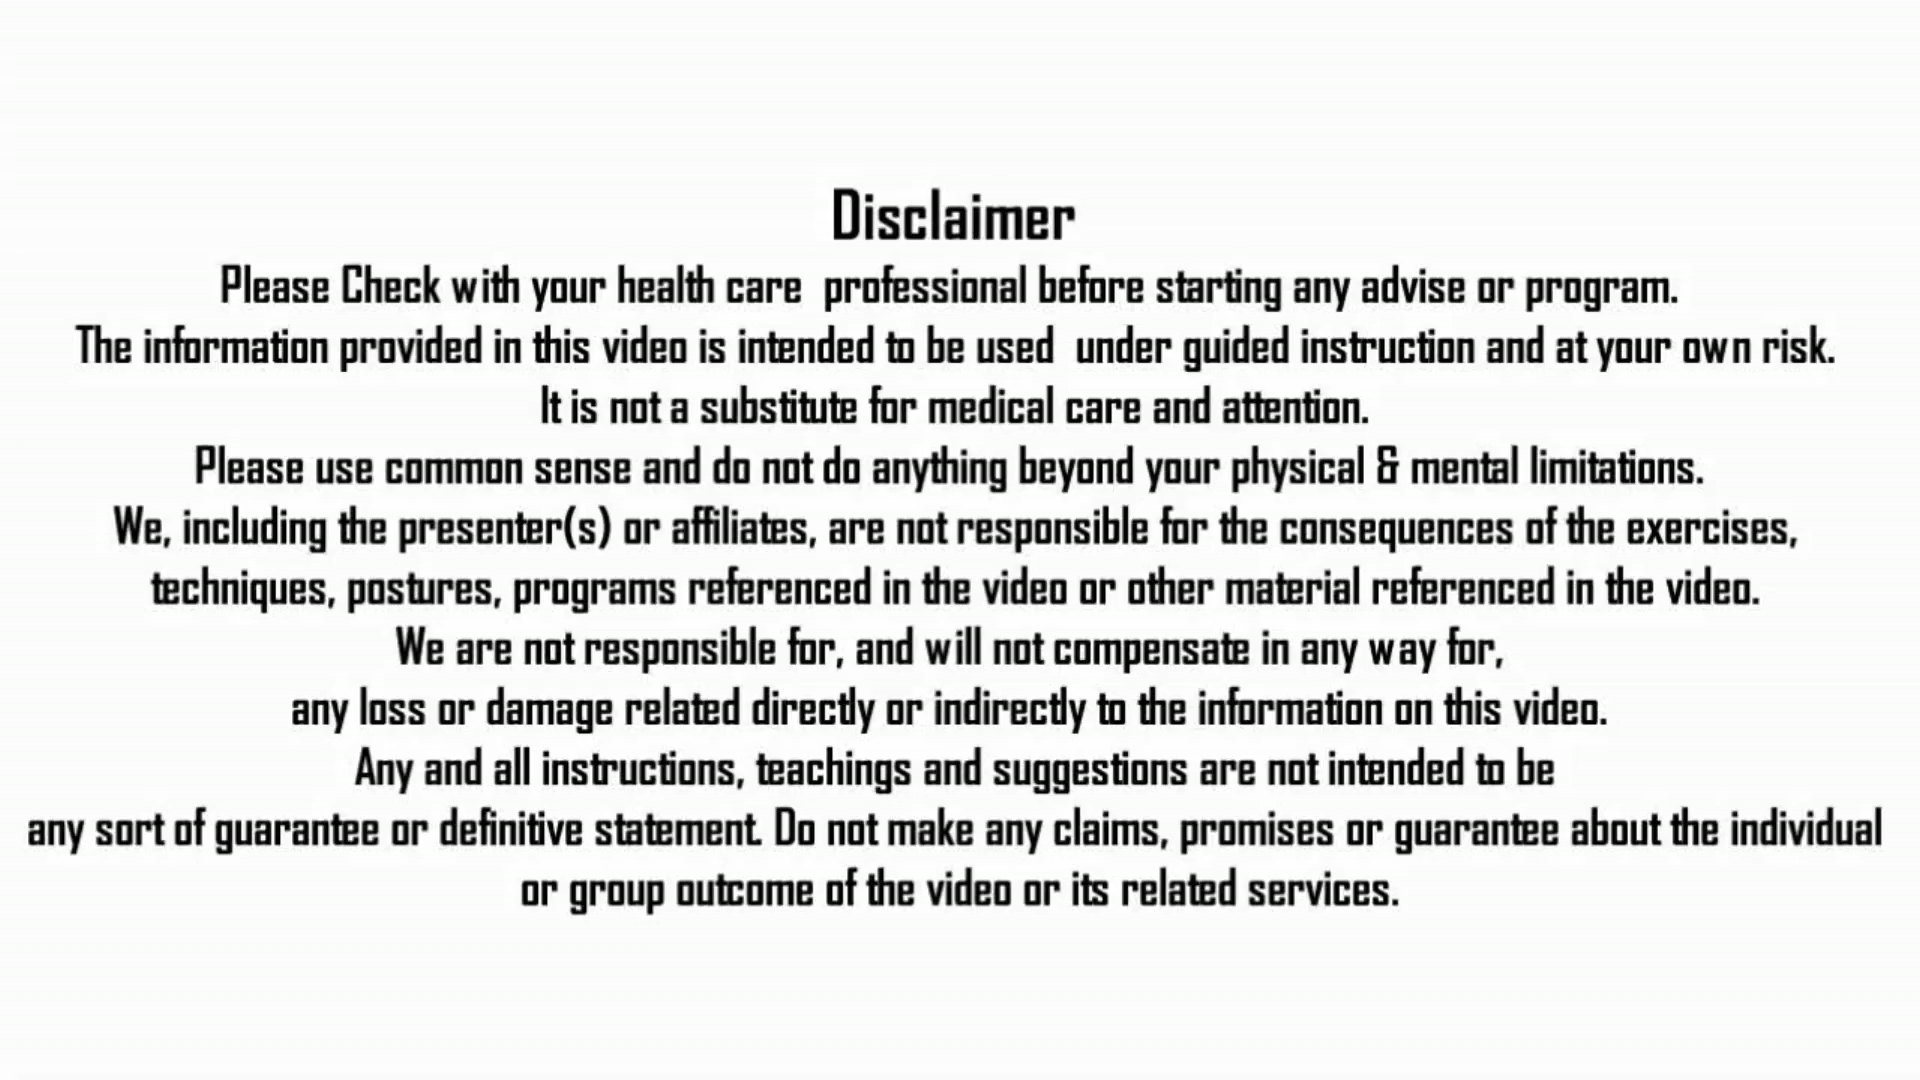 Disclaimer
Please Check with your health care professional before starting any advise or program.
The information provided in this video is intended to be used under guided instruction and at your own risk.
It is not a substitute for medical care and attention.
Please use common sense and do not do anything beyond your physical & mental limitations.
We, including the presenter(s) or affiliates, are not responsible for the consequences of the exercises,
techniques, postures, programs referenced in the video or other material referenced in the video.
We are not responsible for, and will not compensate in any way for,
any loss or damage related directly or indirectly to the information on this video.
Any and all instructions, teachings and suggestions are not intended to be
any sort of guarantee or definitive statement. Do not make any claims, promises or guarantee about the individual
or group outcome of the video or its related services.